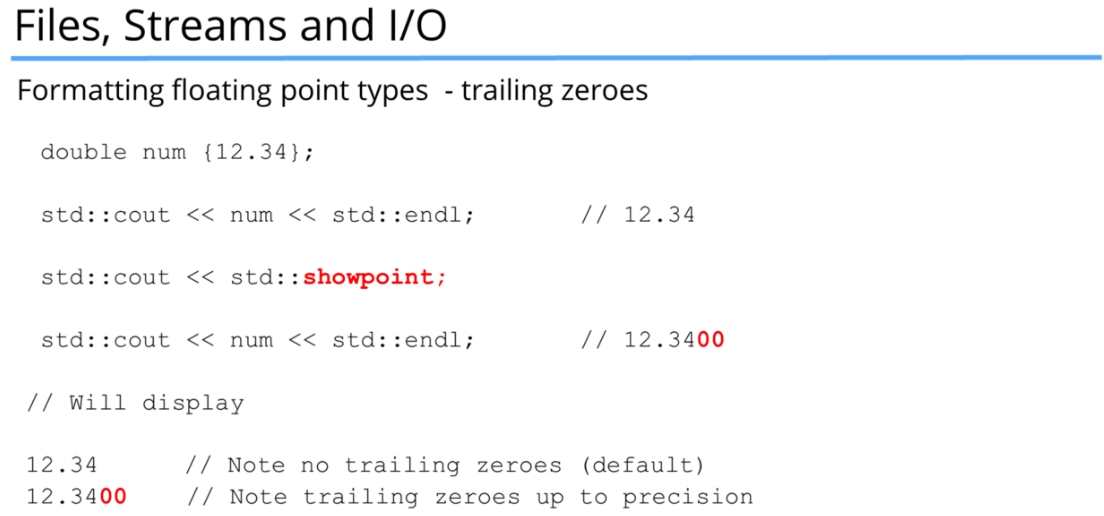 Files, Streams and I/O
Formatting floating point types - trailing zeroes
double num {12.34};
std::cout << num << std::endl; // 12.34
std::cout << std::showpoint;
std::cout << num << std::endl; // 12.3400
// Will display
12.34 // Note no trailing zeroes (default)
12.3400 // Note trailing zeroes up to precision